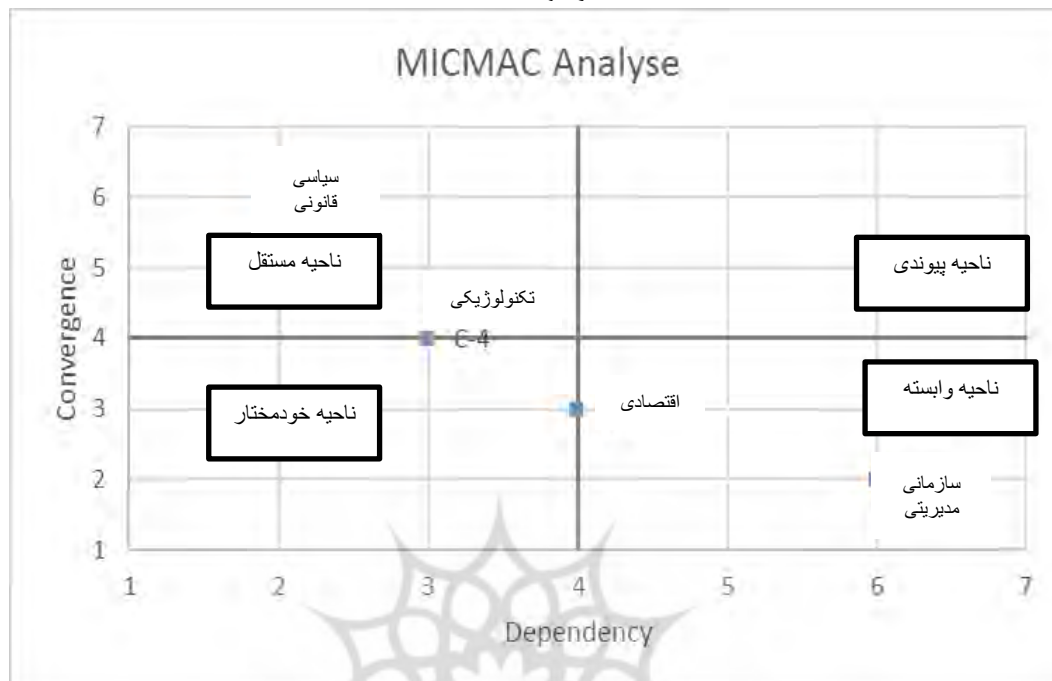 MICMAC Analyse
7
6
5
4
3
2
1
Convergence
سیاسی
قانونی
ناحیه مستقل
ناحیه پیوندی
تکنولوژیکی
C-4
ناحیه خودمختار
اقتصادی
ناحیه وابسته
سازمانی
مدیریتی
1 2 3 4 5 6 7
Dependency